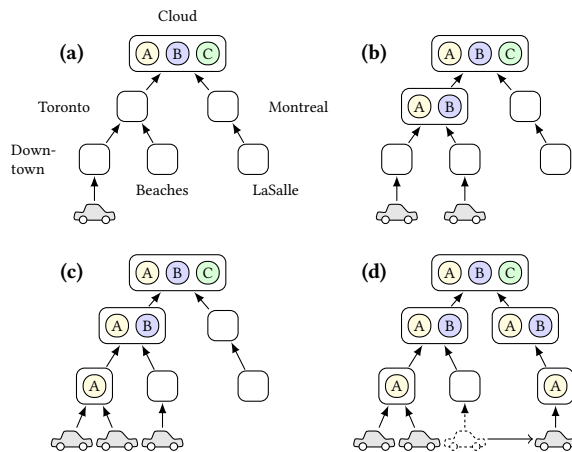 Cloud
(a)
A B C
Toronto
Montreal
Down-
town
Beaches
LaSalle
(b)
A B C
A B
(c)
A B C
A B
A
(d)
A B C
A B
A B
A
A